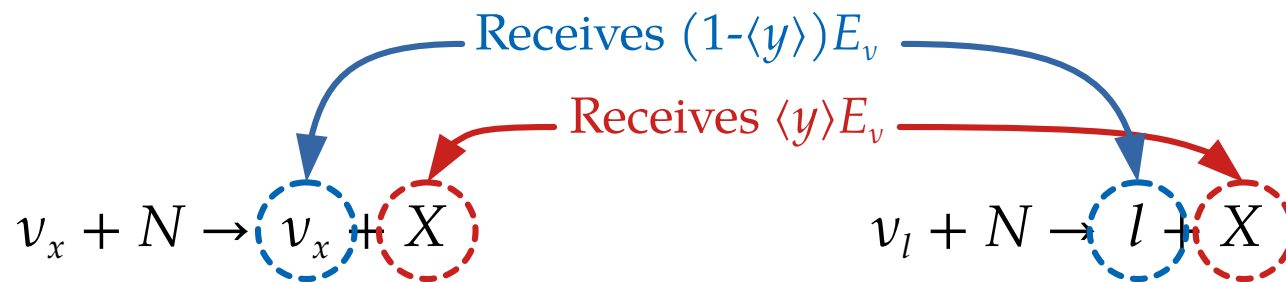 Receives (1-⟨y⟩)E_ν
Receives ⟨y⟩E_ν
ν_x + N → ν_x + X
ν_l + N → l + X